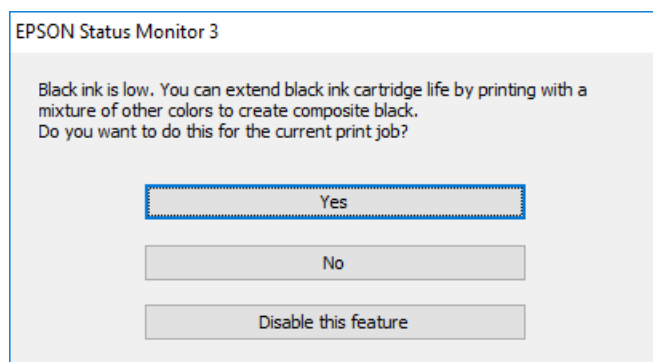 EPSON Status Monitor 3
Black ink is low. You can extend black ink cartridge life by printing with a
mixture of other colors to create composite black.
Do you want to do this for the current print job?
Yes
No
Disable this feature